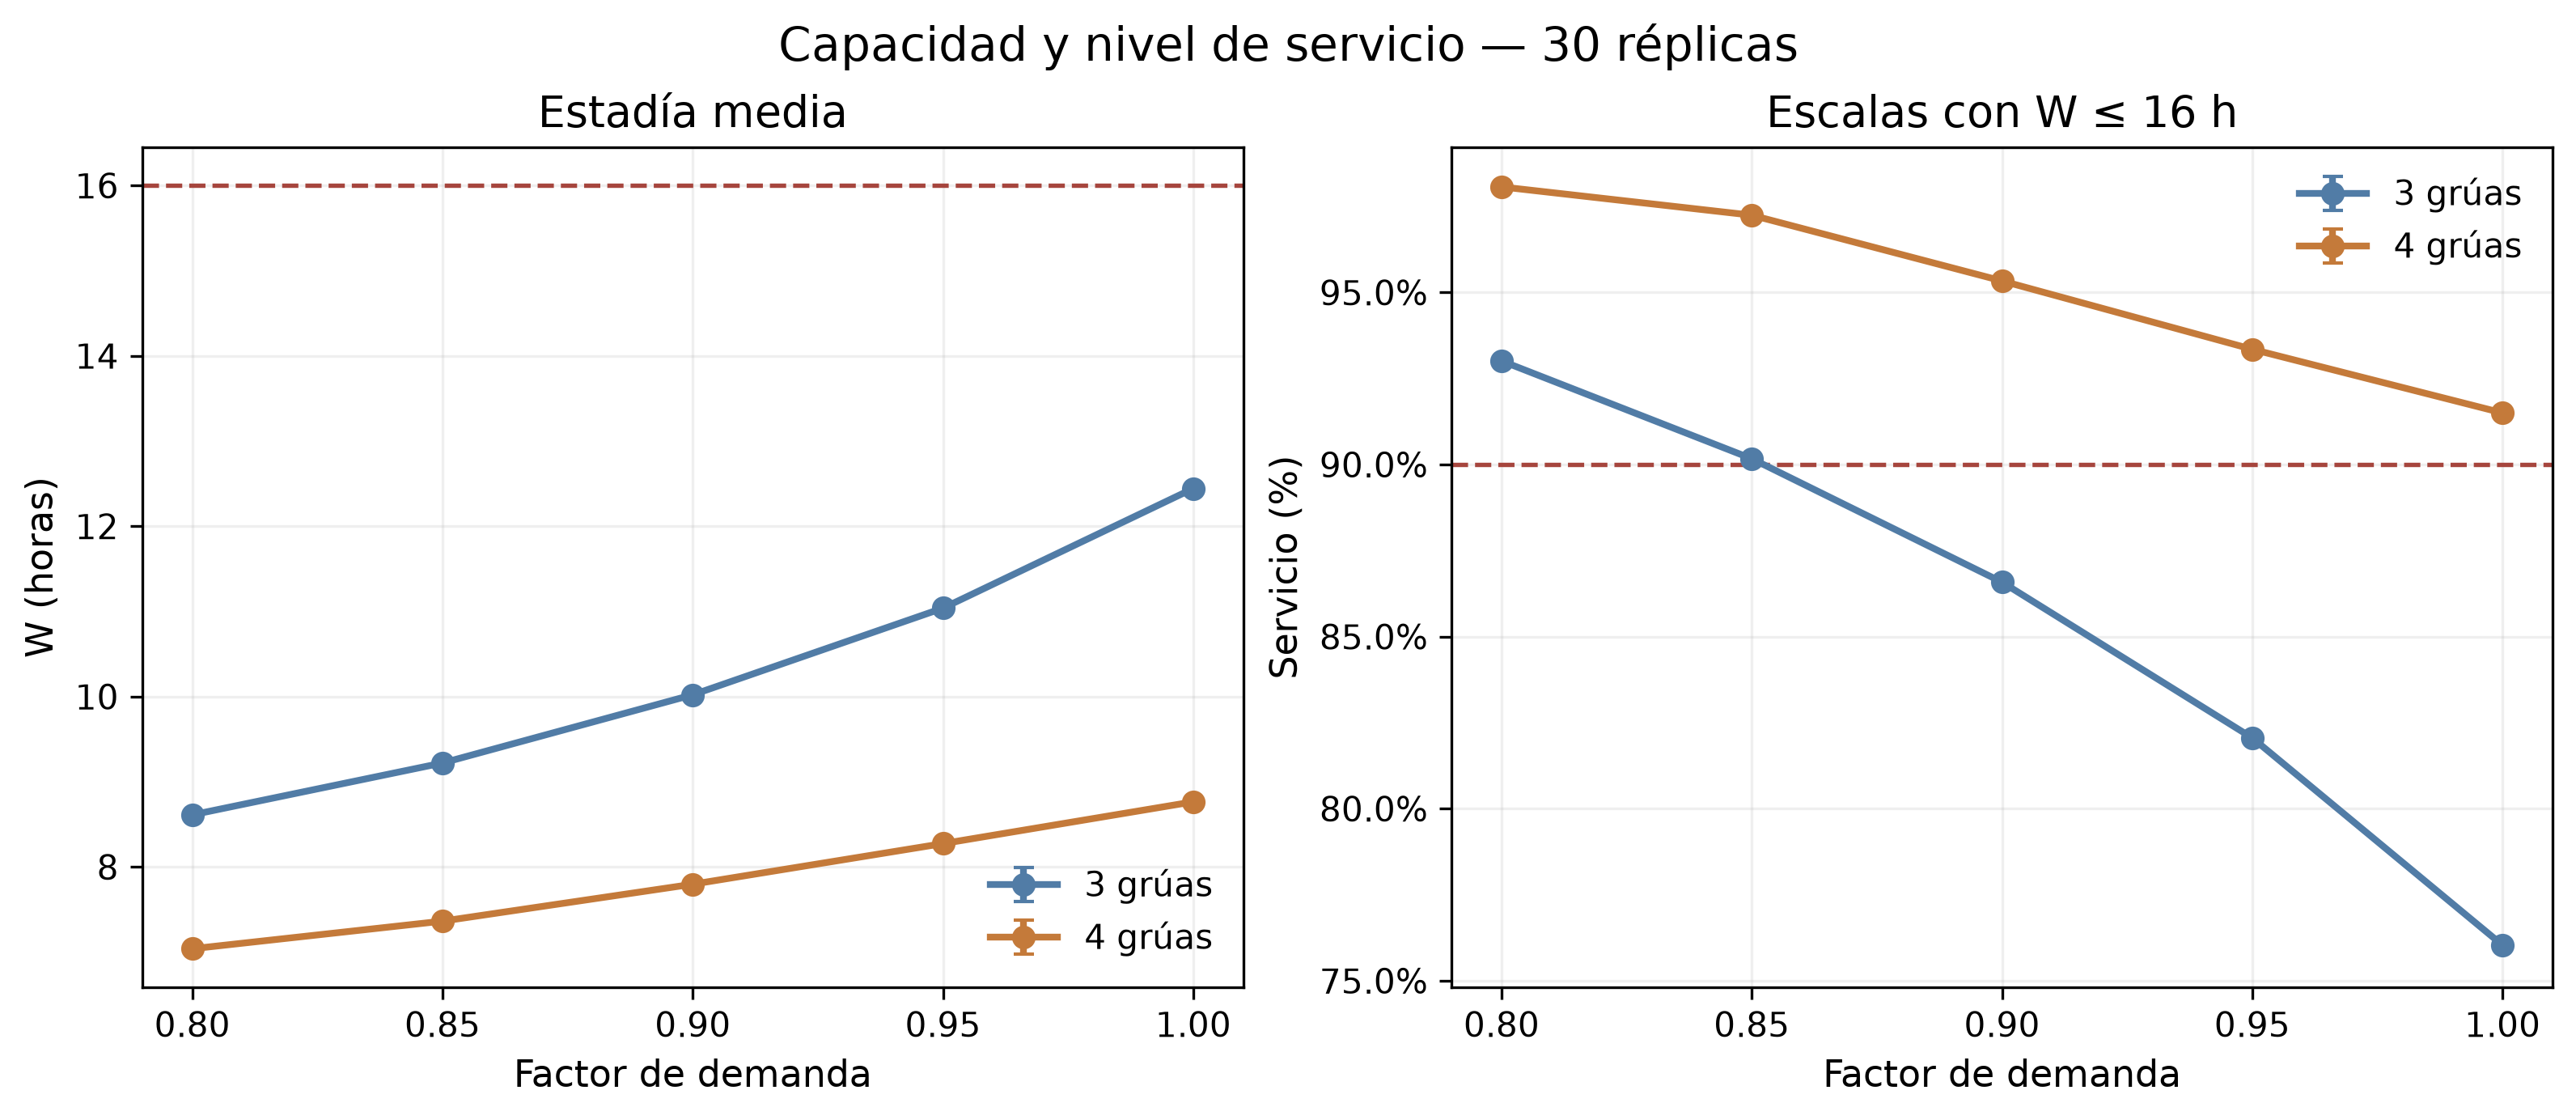 Capacidad y nivel de servicio — 30 réplicas
Estadía media
W (horas)
16
14
12
10
8
3 grúas
4 grúas
0.80 0.85 0.90 0.95 1.00
Factor de demanda
Escalas con W ≤ 16 h
Servicio (%)
95.0%
90.0%
85.0%
80.0%
75.0%
3 grúas
4 grúas
0.80 0.85 0.90 0.95 1.00
Factor de demanda